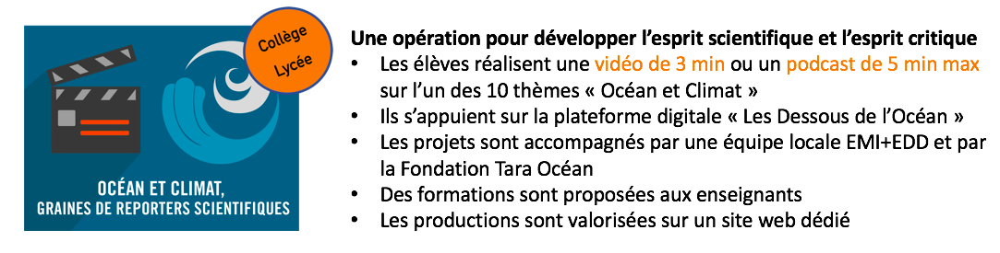 Collège
Lycée
OCÉAN ET CLIMAT,
GRAINES DE REPORTERS SCIENTIFIQUES
Une opération pour développer l’esprit scientifique et l’esprit critique
• Les élèves réalisent une vidéo de 3 min ou un podcast de 5 min max
sur l’un des 10 thèmes « Océan et Climat »
• Ils s’appuient sur la plateforme digitale « Les Dessous de l’Océan »
• Les projets sont accompagnés par une équipe locale EMI+EDD et par
la Fondation Tara Océan
• Des formations sont proposées aux enseignants
• Les productions sont valorisées sur un site web dédié